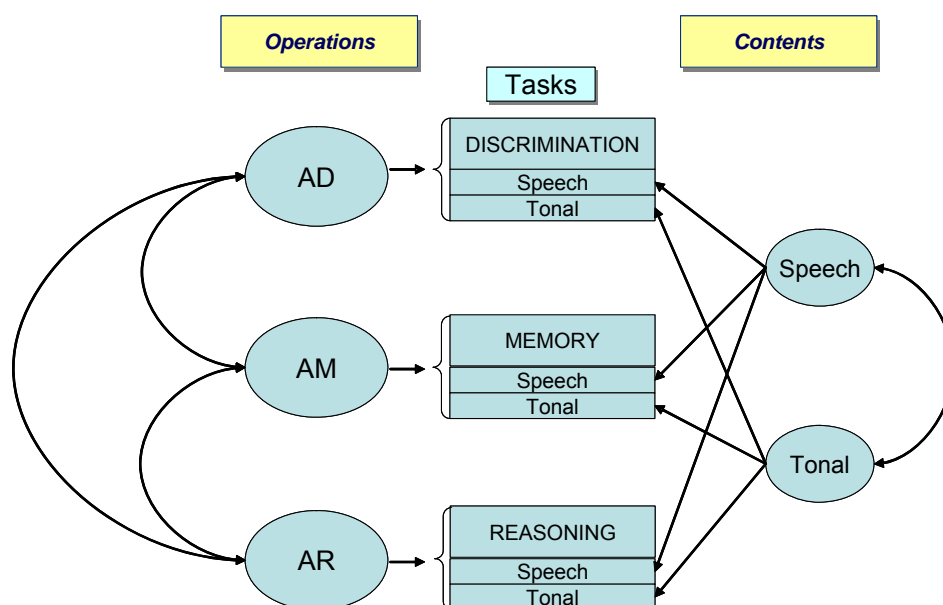 Operations
Contents
Tasks
AD
DISCRIMINATION
Speech
Tonal
Speech
AM
MEMORY
Speech
Tonal
Tonal
AR
REASONING
Speech
Tonal